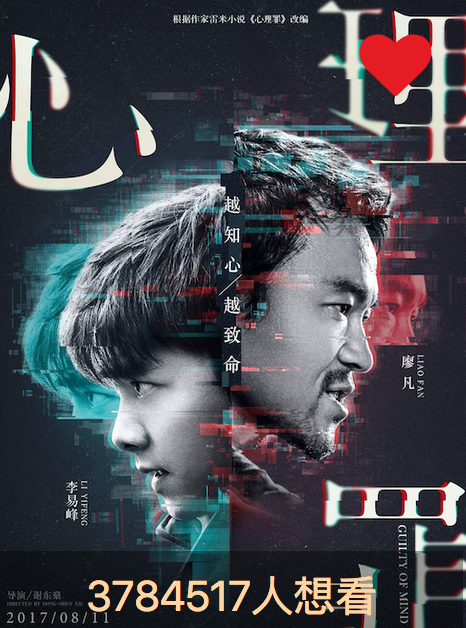 根据作家雷米小说《心理罪》改编
心理罪
越知心/越致命
LIAO FAN
廖凡
LI YIFENG
李易峰
GUILTY OF MIND
导演/谢东燊
DIRECTED BY DONG-SHEN XIE
2017/08/11
3784517人想看